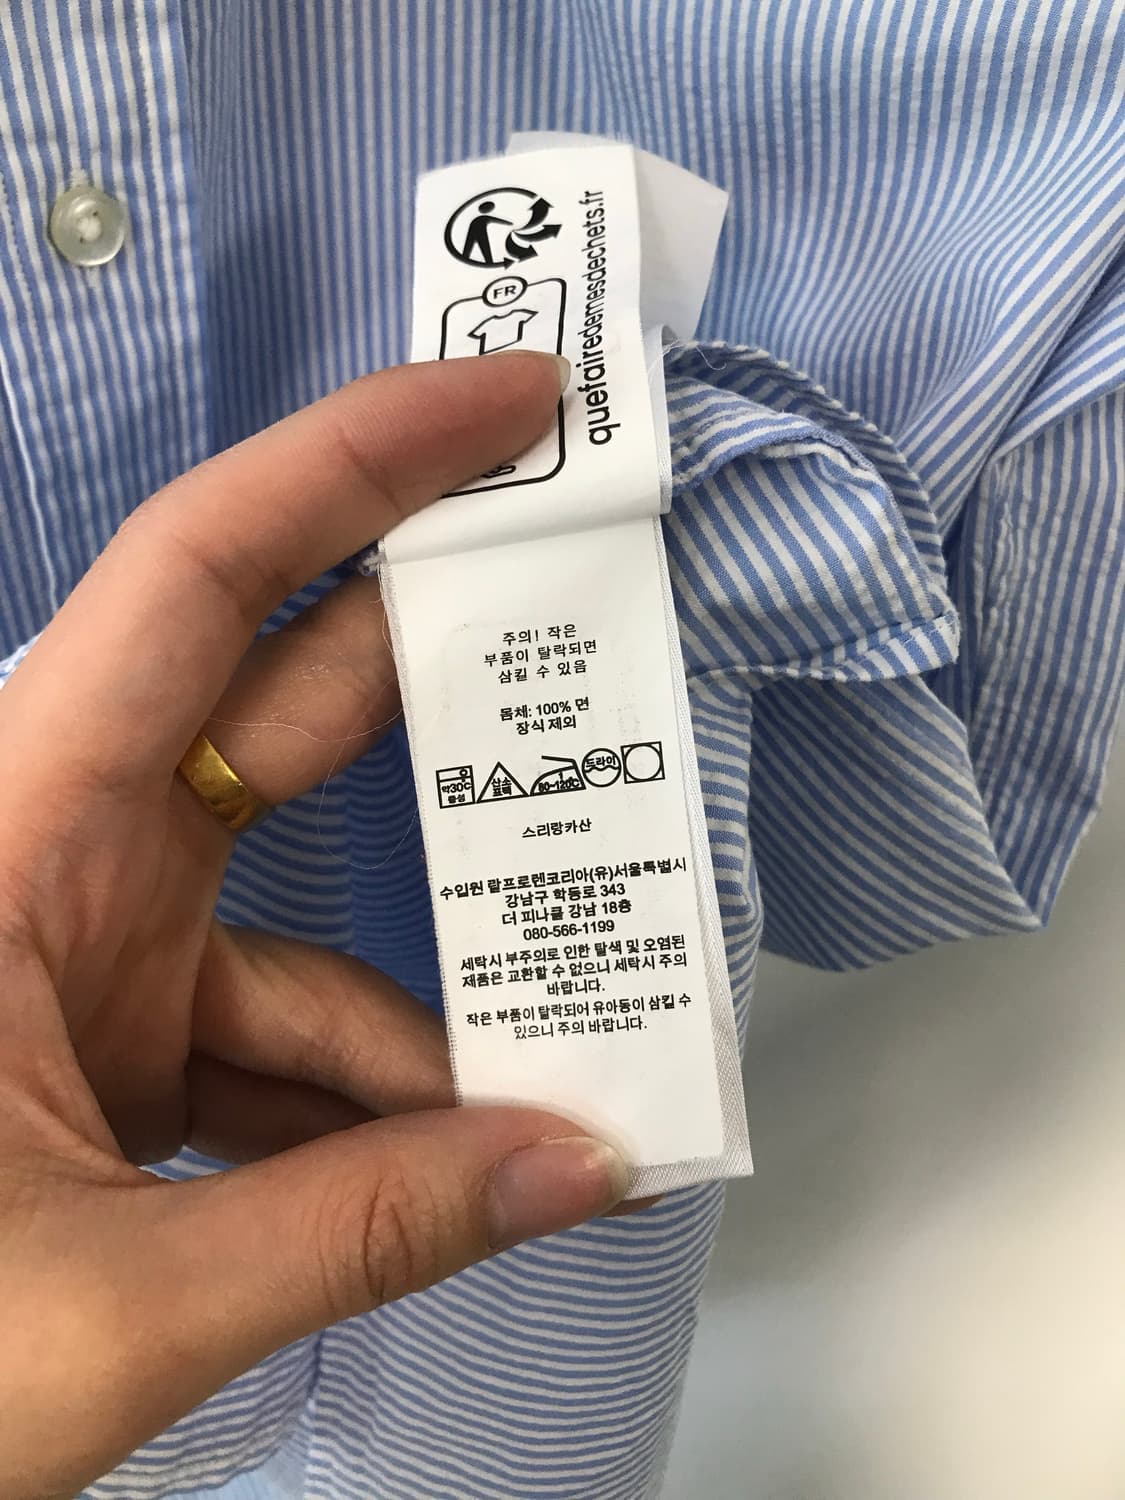 FR
quefairedemesdechets.fr
주의! 작은
부품이 탈락되면
삼킬 수 있음
몸체: 100% 면
장식 제외
약30℃
중성
산소
표백
1
80~120℃
드라이
스리랑카산
수입원 랄프로렌코리아(유)서울특별시
강남구 학동로 343
더 피나클 강남 18층
080-566-1199
세탁시 부주의로 인한 탈색 및 오염된
제품은 교환할 수 없으니 세탁시 주의
바랍니다.
작은 부품이 탈락되어 유아동이 삼킬 수
있으니 주의 바랍니다.